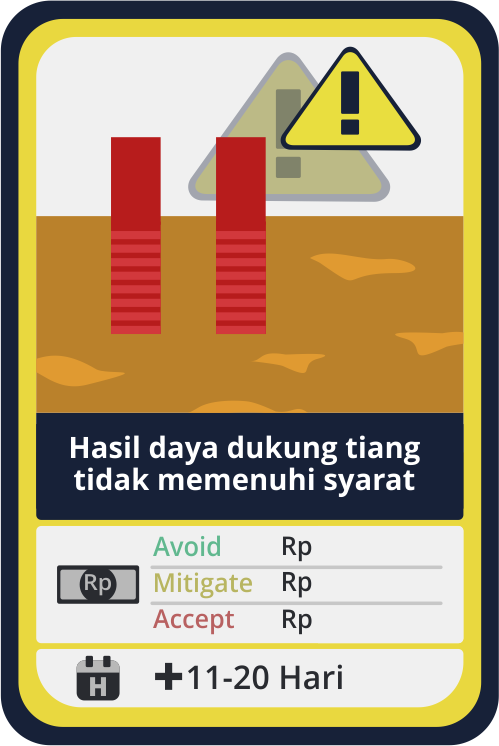 Hasil daya dukung tiang
tidak memenuhi syarat
Avoid Rp
Rp Mitigate Rp
Accept Rp
H +11-20 Hari